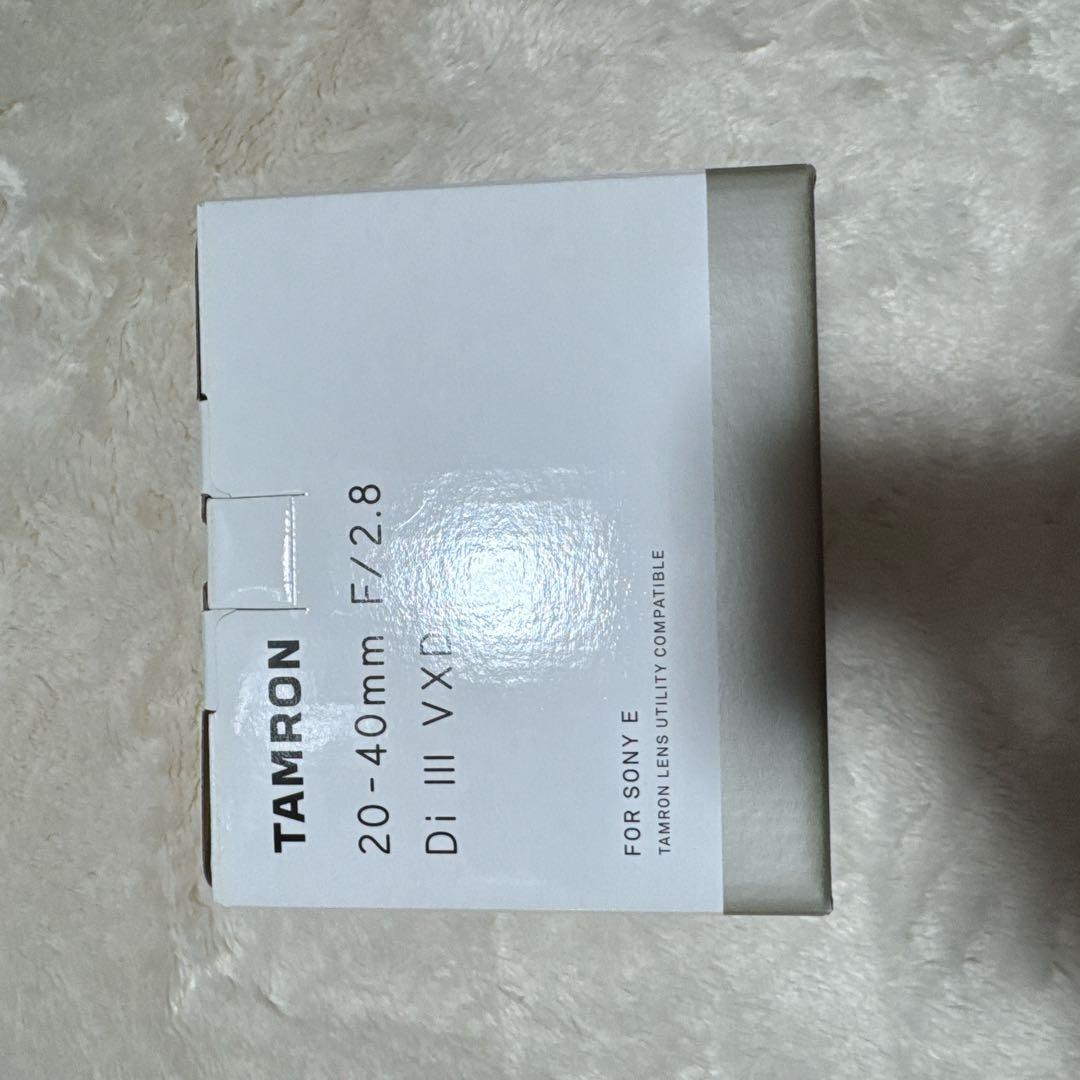 TAMRON
20-40mm F/2.8
Di III VXD
FOR SONY E
TAMRON LENS UTILITY COMPATIBLE